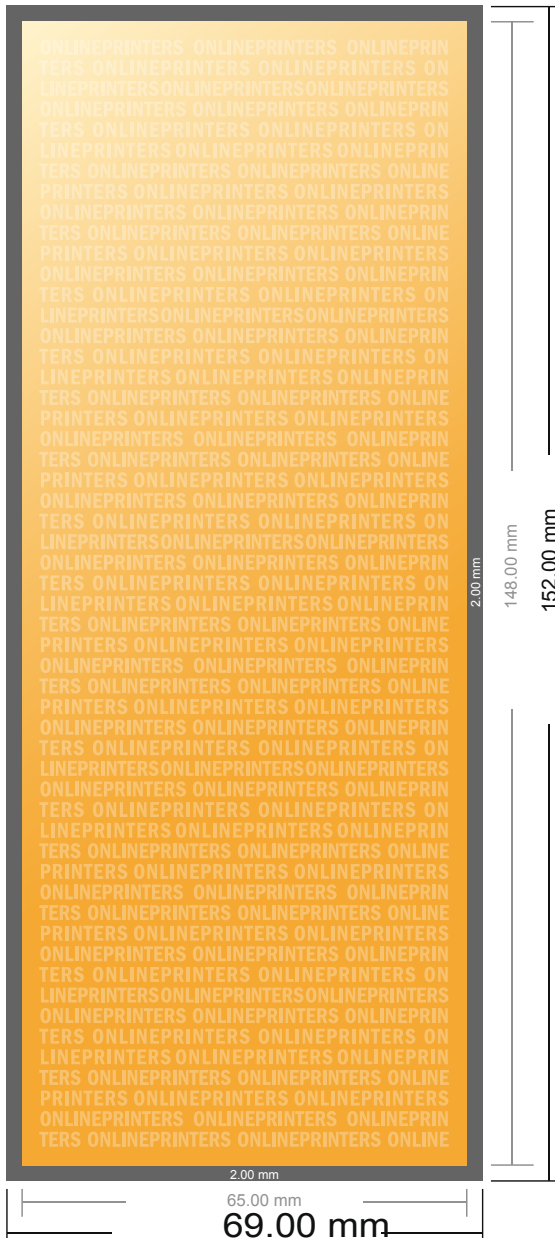 ONLINEPRINTERS ONLINEPRINTERS ONLINEPRIN
TERS ONLINEPRINTERS ONLINEPRINTERS ON
LINEPRINTERSONLINEPRINTERSONLINEPRINTERS
ONLINEPRINTERS ONLINEPRINTERS ONLINEPRIN
TERS ONLINEPRINTERS ONLINEPRINTERS ON
LINEPRINTERS ONLINEPRINTERS ONLINEPRIN
TERS ONLINEPRINTERS ONLINEPRINTERS ONLINE
PRINTERS ONLINEPRINTERS ONLINEPRINTERS
ONLINEPRINTERS ONLINEPRINTERS ONLINEPRIN
TERS ONLINEPRINTERS ONLINEPRINTERS ONLINE
PRINTERS ONLINEPRINTERS ONLINEPRINTERS
ONLINEPRINTERS ONLINEPRINTERS ONLINEPRIN
TERS ONLINEPRINTERS ONLINEPRINTERS ON
LINEPRINTERSONLINEPRINTERSONLINEPRINTERS
ONLINEPRINTERS ONLINEPRINTERS ONLINEPRIN
TERS ONLINEPRINTERS ONLINEPRINTERS ON
LINEPRINTERS ONLINEPRINTERS ONLINEPRIN
TERS ONLINEPRINTERS ONLINEPRINTERS ONLINE
PRINTERS ONLINEPRINTERS ONLINEPRINTERS
ONLINEPRINTERS ONLINEPRINTERS ONLINEPRIN
TERS ONLINEPRINTERS ONLINEPRINTERS ONLINE
PRINTERS ONLINEPRINTERS ONLINEPRINTERS
ONLINEPRINTERS ONLINEPRINTERS ONLINEPRIN
TERS ONLINEPRINTERS ONLINEPRINTERS ON
LINEPRINTERSONLINEPRINTEESONLINEPRINTERS
ONLINEPRINTERS ONLINEPRINTERS ONLINEPRIN
TERS ONLINEPRINTERS ONLINEPRINTERS ON
LINEPRINTERS ONLINEPRINTERS ONLINEPRIN
TERS ONLINEPRINTERS ONLINEPRINTERS ONLINE
PRINTERS ONLINEPRINTERS ONLINEPRINTERS
ONLINEPRINTERS ONLINEPRINTERS ONLINEPRIN
TERS ONLINEPRINTERS ONLINEPRINTERS ONLINE
PRINTERS ONLINEPRINTERS ONLINEPRINTERS
ONLINEPRINTERS ONLINEPRINTERS ONLINEPRIN
TERS ONLINEPRINTERS ONLINEPRINTERS ON
LINEPRINTERSONLINEPRINTERSONLINEPRINTERS
ONLINEPRINTERS ONLINEPRINTERS ONLINEPRIN
TERS ONLINEPRINTERS ONLINEPRINTERS ON
LINEPRINTERS ONLINEPRINTERS ONLINEPRIN
TERS ONLINEPRINTERS ONLINEPRINTERS ONLINE
PRINTERS ONLINEPRINTERS ONLINEPRINTERS
ONLINEPRINTERS ONLINEPRINTERS ONLINEPRIN
TERS ONLINEPRINTERS ONLINEPRINTERS ONLINE
PRINTERS ONLINEPRINTERS ONLINEPRINTERS
ONLINEPRINTERS ONLINEPRINTERS ONLINEPRIN
TERS ONLINEPRINTERS ONLINEPRINTERS ON
LINEPRINTERSONLINEPRINTERSONLINEPRINTERS
ONLINEPRINTERS ONLINEPRINTERS ONLINEPRIN
TERS ONLINEPRINTERS ONLINEPRINTERS ON
LINEPRINTERS ONLINEPRINTERS ONLINEPRIN
TERS ONLINEPRINTERS ONLINEPRINTERS ONLINE
PRINTERS ONLINEPRINTERS ONLINEPRINTERS
ONLINEPRINTERS ONLINEPRINTERS ONLINEPRIN
TERS ONLINEPRINTERS ONLINEPRINTERS ONLINE
2.00 mm
148.00 mm
152.00 mm
2.00 mm
65.00 mm
69.00 mm